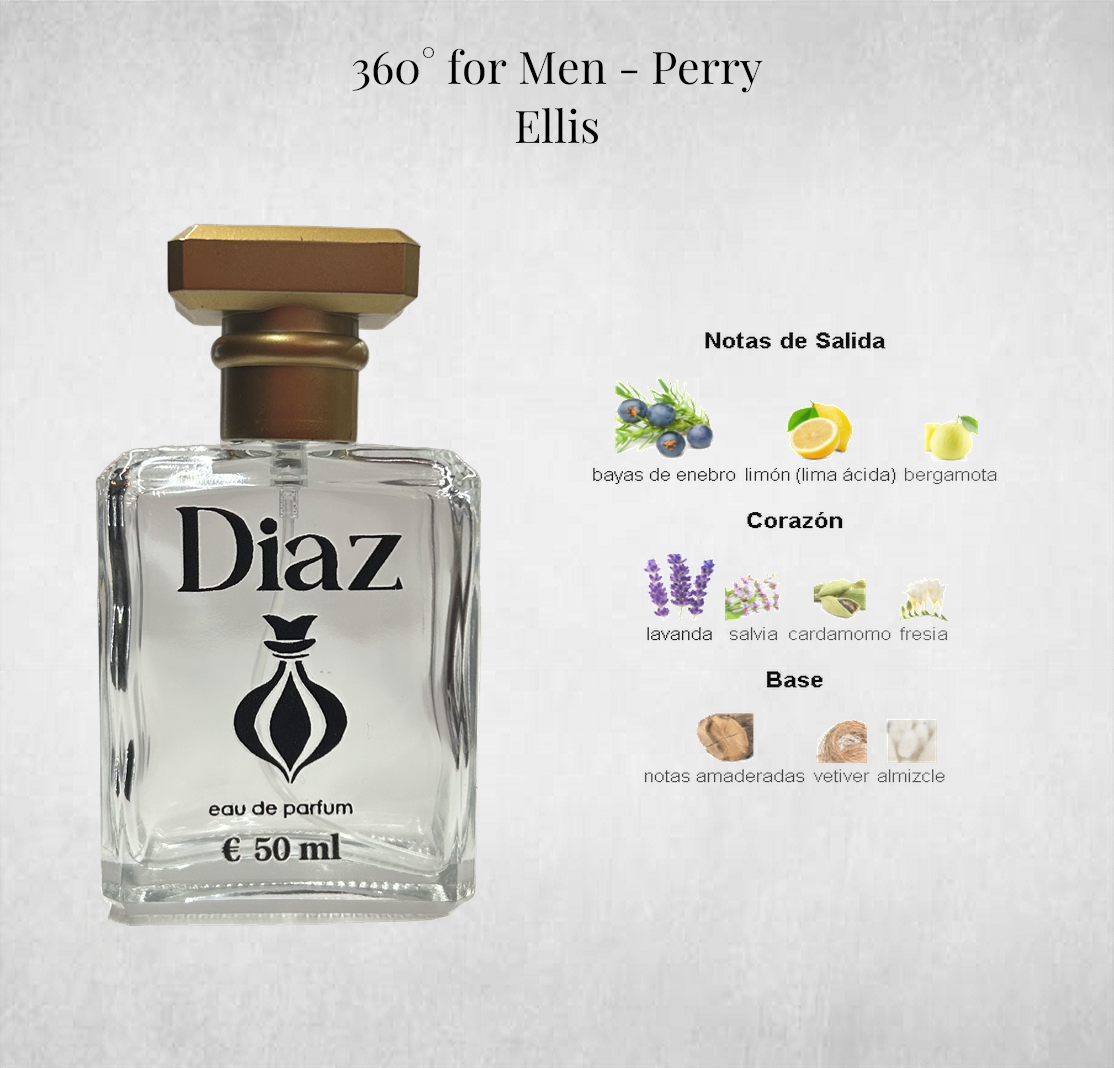 360° for Men - Perry
Ellis
Diaz
eau de parfum
€ 50 ml
Notas de Salida
bayas de enebro limón (lima ácida) bergamota
Corazón
lavanda salvia cardamomo fresia
Base
notas amaderadas vetiver almizcle